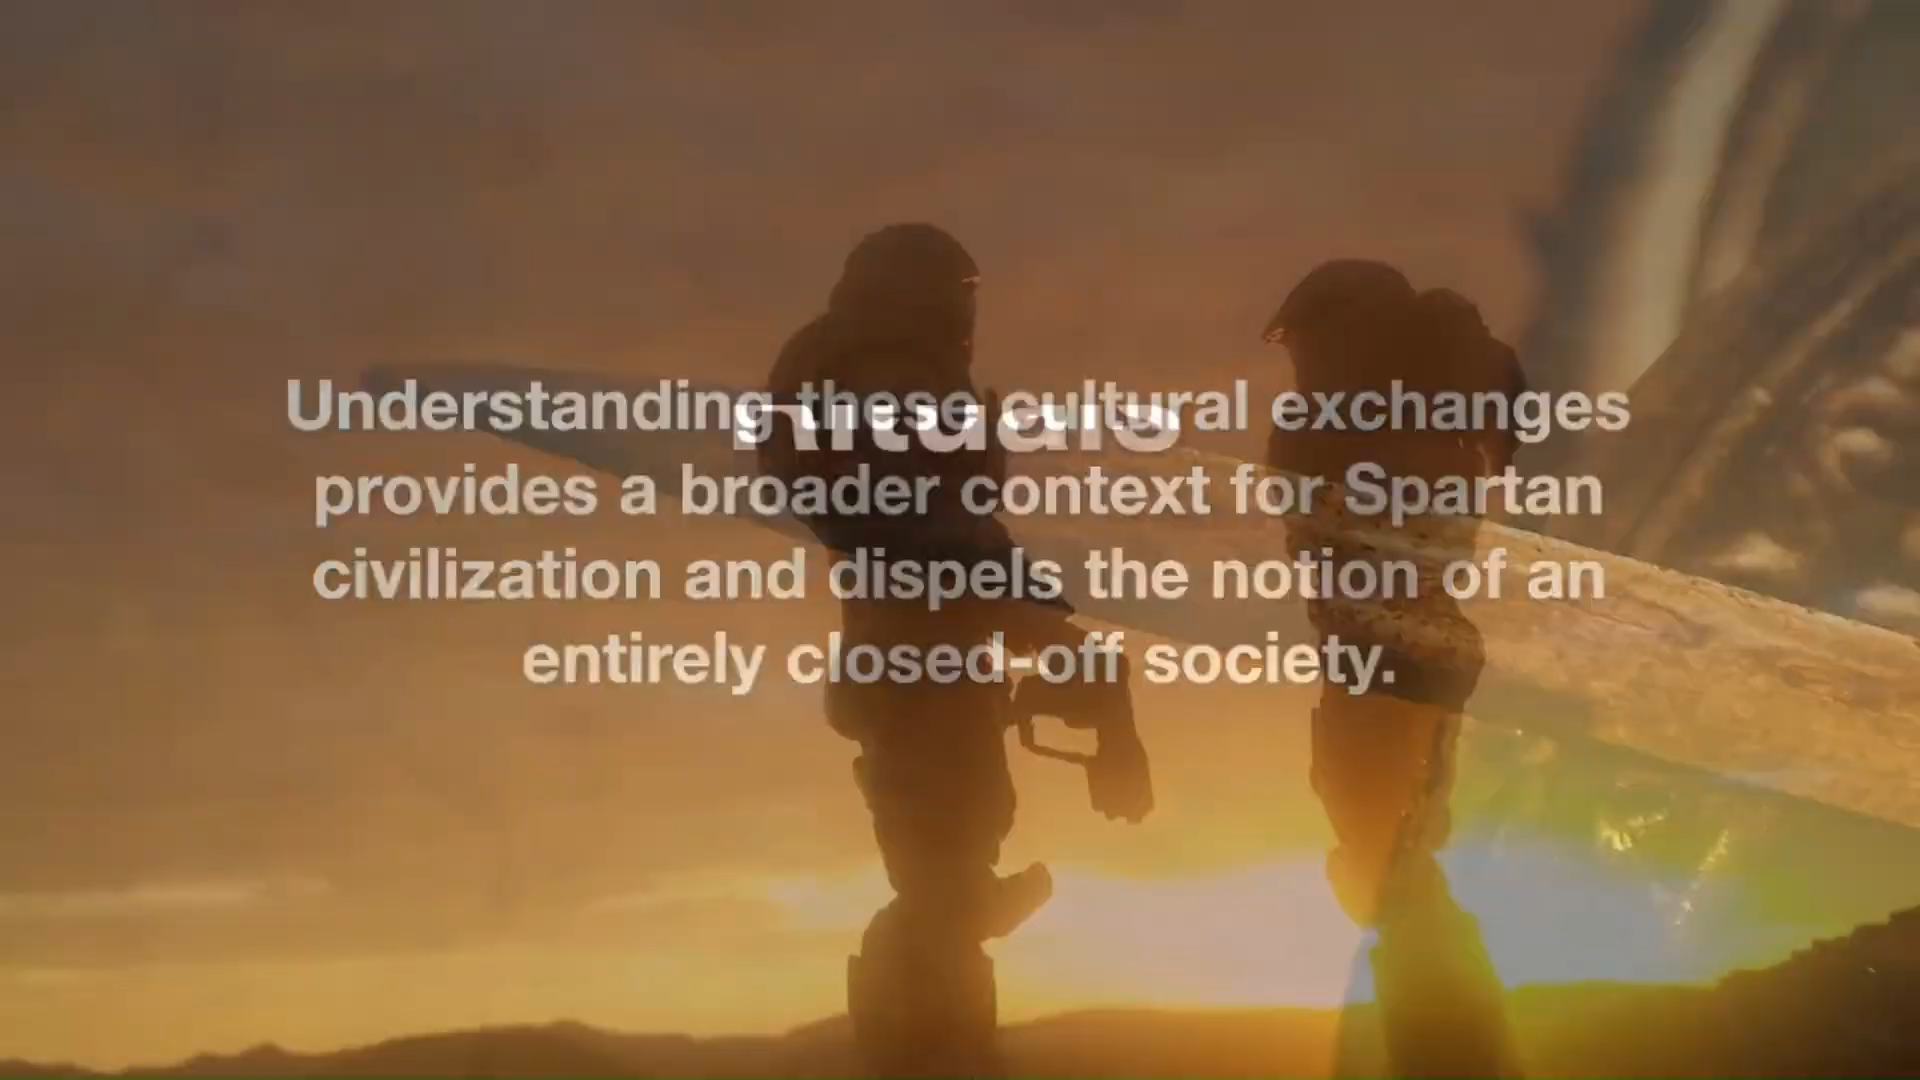 Understanding these cultural exchanges
Rituals
provides a broader context for Spartan
civilization and dispels the notion of an
entirely closed-off society.